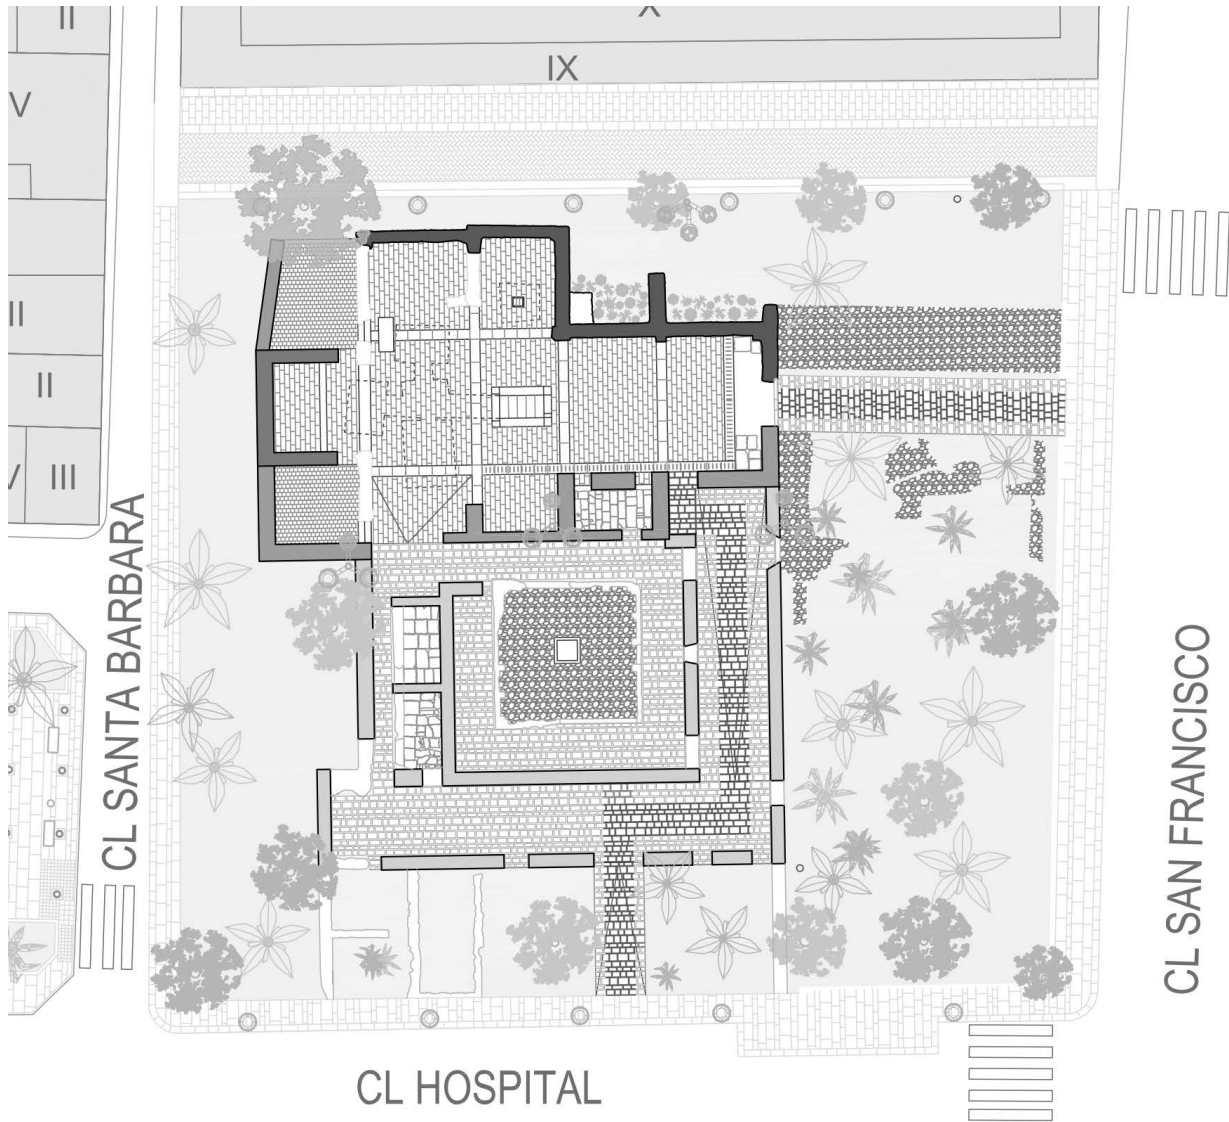 II
X
IX
V
II
II
V
III
CL SANTA BARBARA
CL SAN FRANCISCO
CL HOSPITAL